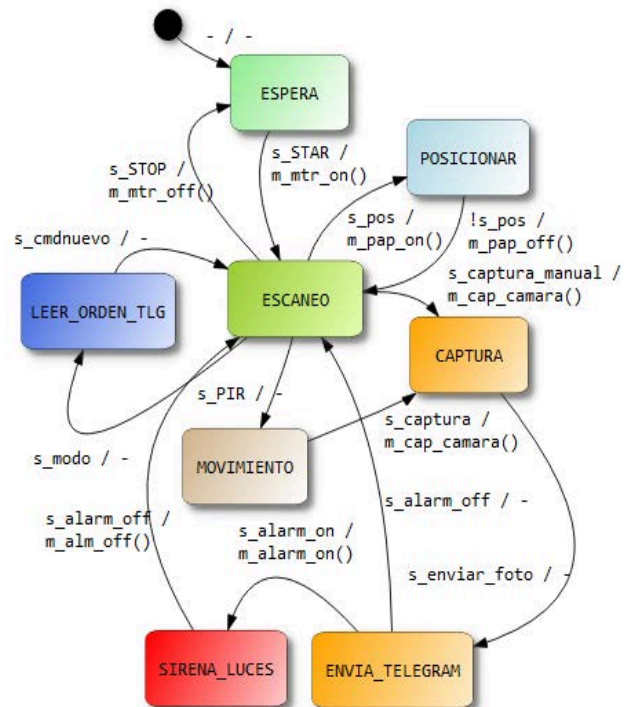 - / -
ESPERA
s_STOP /
m_mtr_off()
s_STAR /
m_mtr_on()
POSICIONAR
s_pos /
m_pap_on()
!s_pos /
m_pap_off()
s_cmdnuevo / -
s_captura_manual /
m_cap_camara()
LEER_ORDEN_TLG
ESCANEO
CAPTURA
s_PIR / -
s_captura /
m_cap_camara()
s_modo / -
MOVIMIENTO
s_alarm_off / -
s_alarm_off /
m_alm_off()
s_alarm_on /
m_alarm_on()
s_enviar_foto / -
SIRENA_LUCES
ENVIA_TELEGRAM